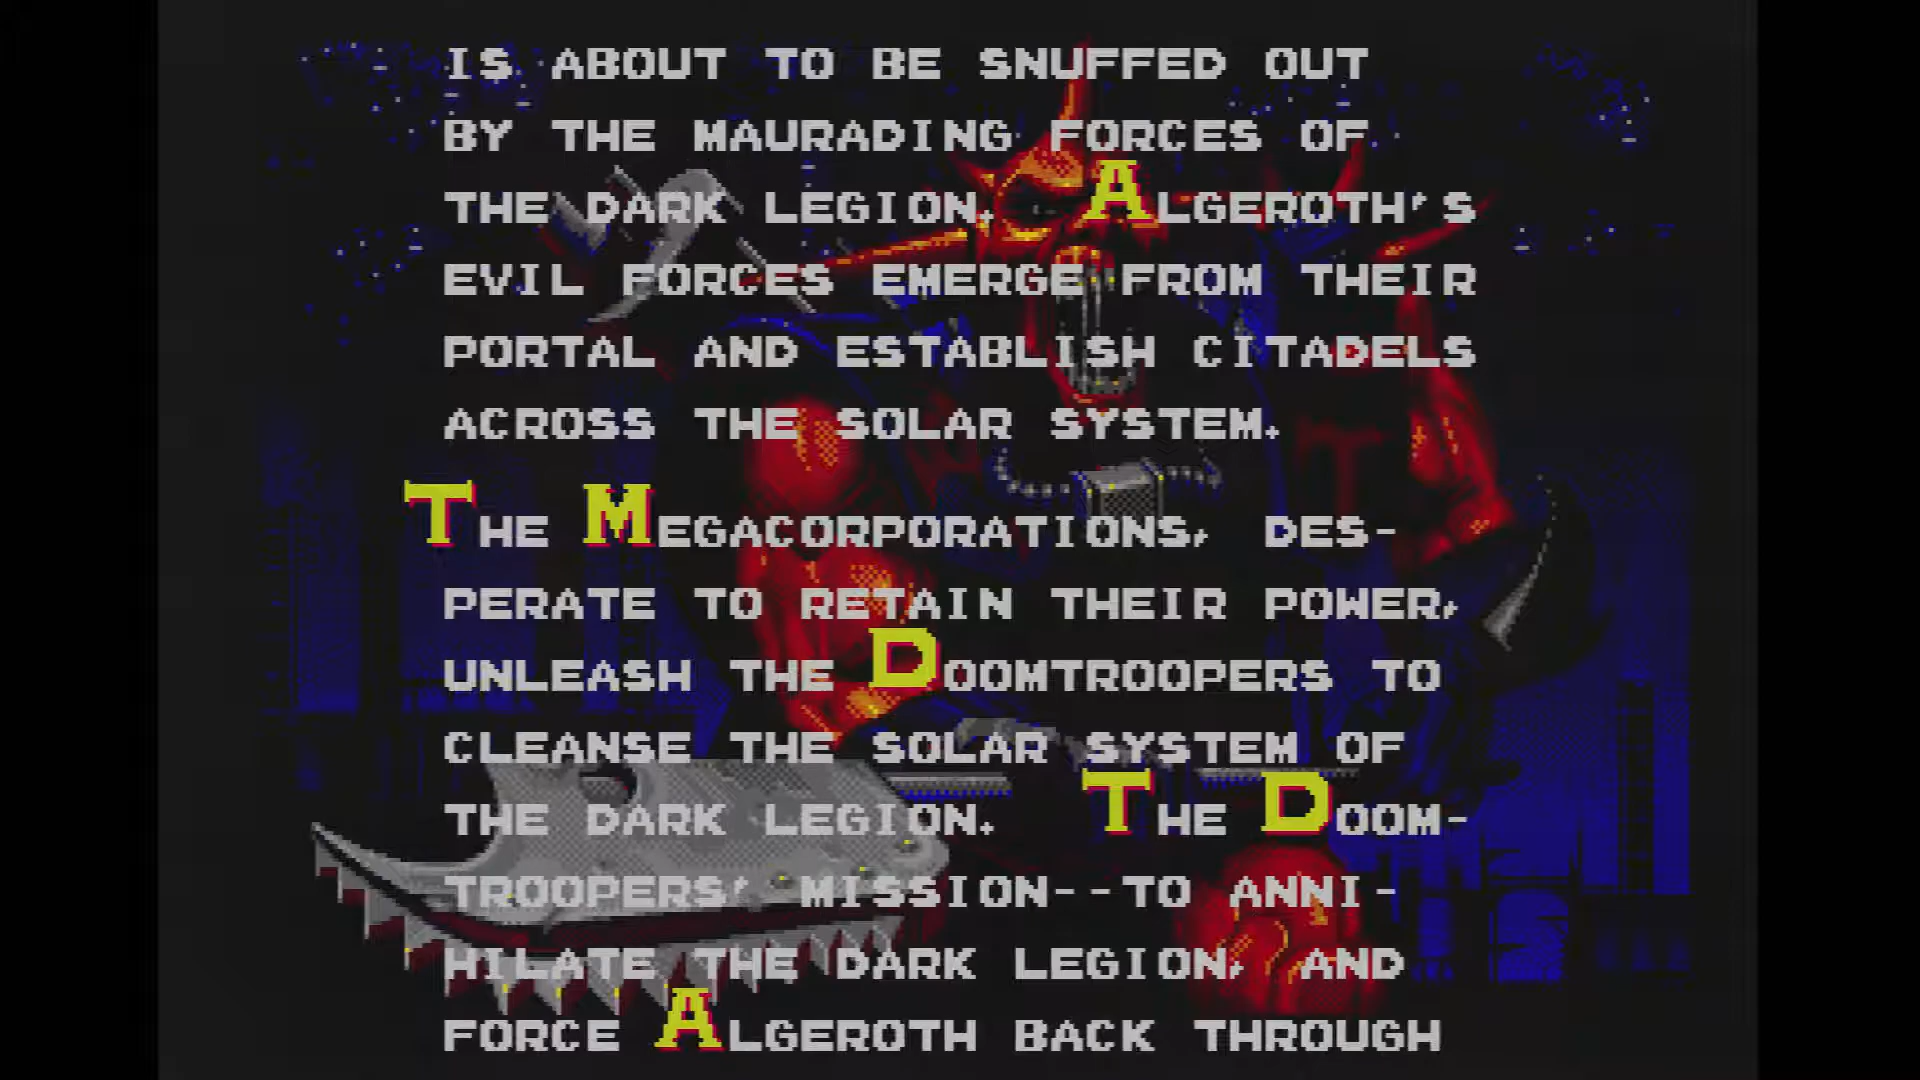 IS ABOUT TO BE SNUFFED OUT
BY THE MAURADING FORCES OF
THE DARK LEGION. ALGEROTH'S
EVIL FORCES EMERGE FROM THEIR
PORTAL AND ESTABLISH CITADELS
ACROSS THE SOLAR SYSTEM.
THE MEGACORPORATIONS, DES-
PERATE TO RETAIN THEIR POWER,
UNLEASH THE DOOMTROOPERS TO
CLEANSE THE SOLAR SYSTEM OF
THE DARK LEGION. THE DOOM-
TROOPERS' MISSION--TO ANNI-
HILATE THE DARK LEGION, AND
FORCE ALGEROTH BACK THROUGH